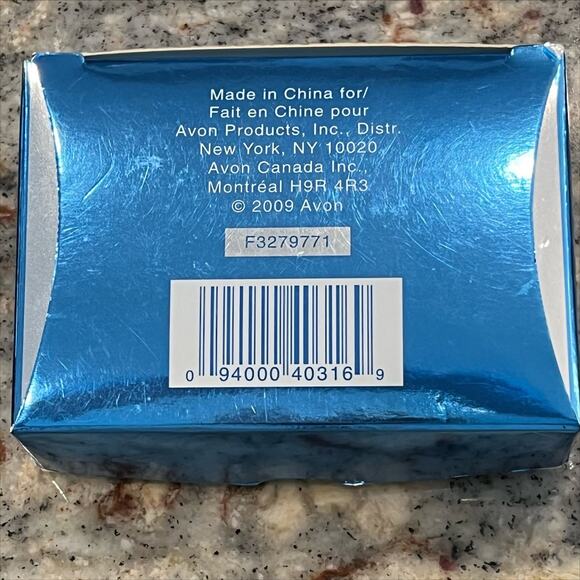 Made in China for/
Fait en Chine pour
Avon Products, Inc., Distr.
New York, NY 10020
Avon Canada Inc.,
Montréal H9R 4R3
© 2009 Avon
F3279771
0 94000 40316 9